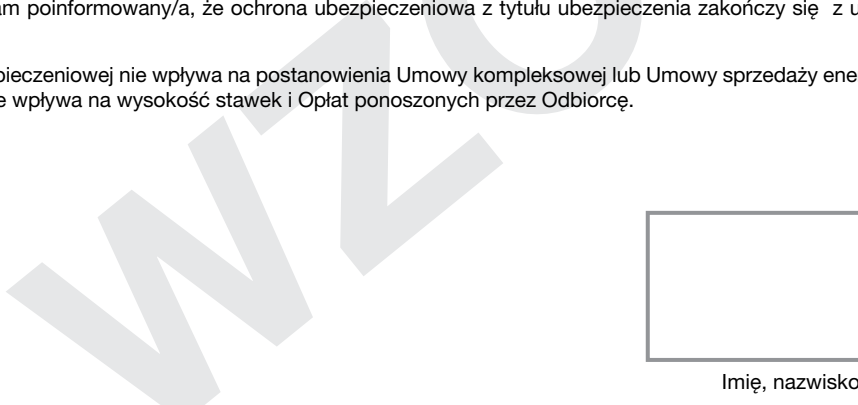 am poinformowany/a, że ochrona ubezpieczeniowa z tytułu ubezpieczenia zakończy się z u
pieczeniowej nie wpływa na postanowienia Umowy kompleksowej lub Umowy sprzedaży ene
e wpływa na wysokość stawek i Opłat ponoszonych przez Odbiorcę.
WZO
Imię, nazwisko